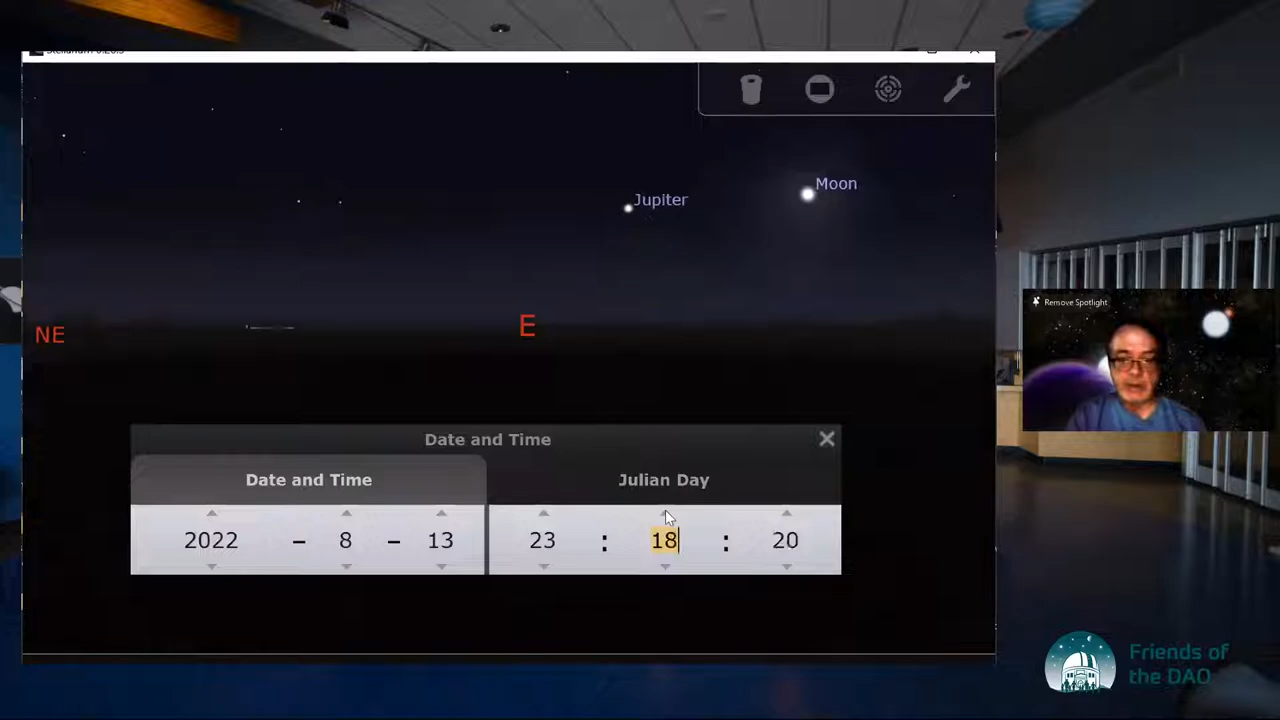 Moon
Jupiter
Remove Spotlight
NE
E
Date and Time
Date and Time
Julian Day
2022 - 8 - 13 23 : 18 : 20
Friends of
the DAO